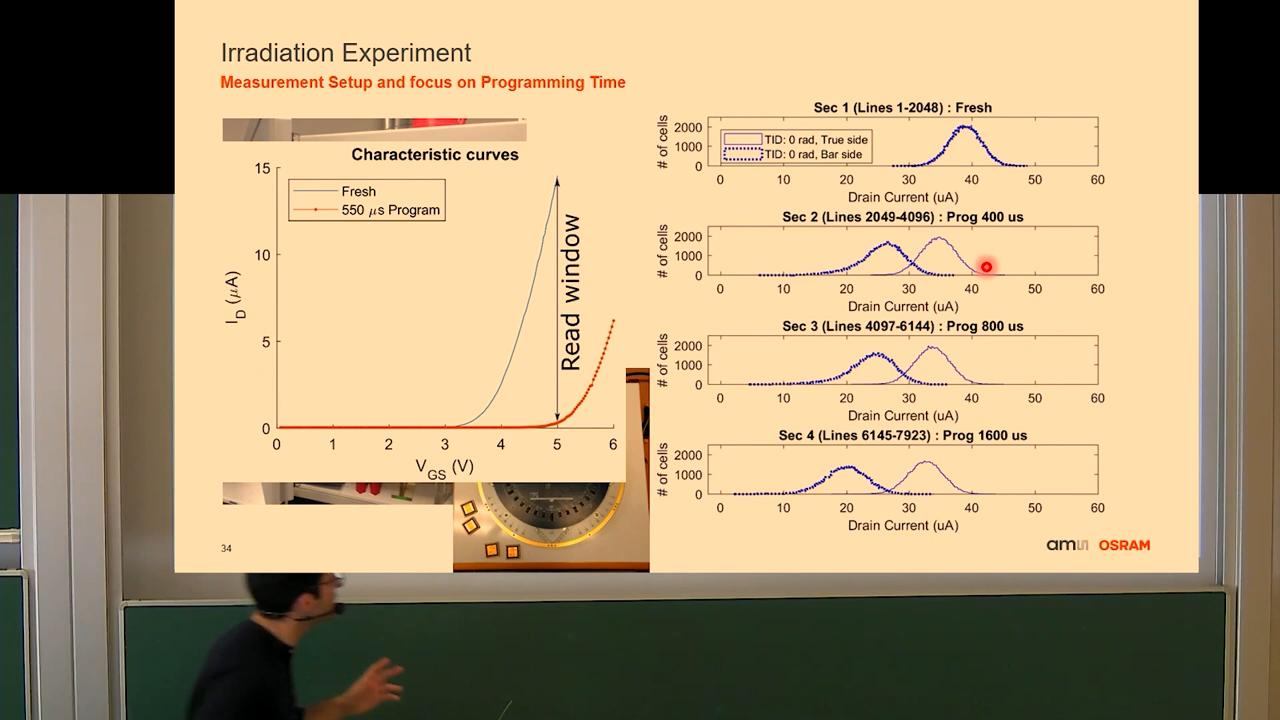 Irradiation Experiment
Measurement Setup and focus on Programming Time
Characteristic curves
15
10
5
0
I_D (μA)
Fresh
550 μs Program
Read window
0 1 2 3 4 5 6
V_GS (V)
Sec 1 (Lines 1-2048) : Fresh
# of cells
2000
1000
0
TID: 0 rad, True side
TID: 0 rad, Bar side
0 10 20 30 40 50 60
Drain Current (uA)
Sec 2 (Lines 2049-4096) : Prog 400 us
# of cells
2000
1000
0
0 10 20 30 40 50 60
Drain Current (uA)
Sec 3 (Lines 4097-6144) : Prog 800 us
# of cells
2000
1000
0
0 10 20 30 40 50 60
Drain Current (uA)
Sec 4 (Lines 6145-7923) : Prog 1600 us
# of cells
2000
1000
0
0 10 20 30 40 50 60
Drain Current (uA)
34
am OSRAM